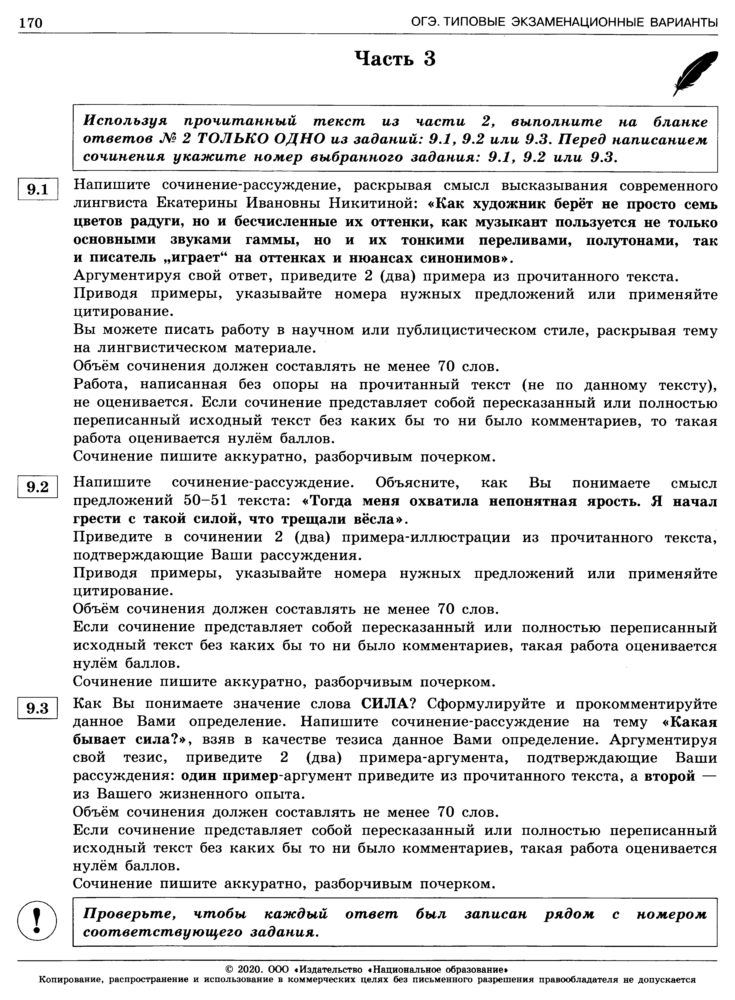 170
ОГЭ. ТИПОВЫЕ ЭКЗАМЕНАЦИОННЫЕ ВАРИАНТЫ
Часть 3
Используя прочитанный текст из части 2, выполните на бланке
ответов № 2 ТОЛЬКО ОДНО из заданий: 9.1, 9.2 или 9.3. Перед написанием
сочинения укажите номер выбранного задания: 9.1, 9.2 или 9.3.
9.1
Напишите сочинение-рассуждение, раскрывая смысл высказывания современного
лингвиста Екатерины Ивановны Никитиной: «Как художник берёт не просто семь
цветов радуги, но и бесчисленные их оттенки, как музыкант пользуется не только
основными звуками гаммы, но и их тонкими переливами, полутонами, так
и писатель „играет“ на оттенках и нюансах синонимов».
Аргументируя свой ответ, приведите 2 (два) примера из прочитанного текста.
Приводя примеры, указывайте номера нужных предложений или применяйте
цитирование.
Вы можете писать работу в научном или публицистическом стиле, раскрывая тему
на лингвистическом материале.
Объём сочинения должен составлять не менее 70 слов.
Работа, написанная без опоры на прочитанный текст (не по данному тексту),
не оценивается. Если сочинение представляет собой пересказанный или полностью
переписанный исходный текст без каких бы то ни было комментариев, то такая
работа оценивается нулём баллов.
Сочинение пишите аккуратно, разборчивым почерком.
9.2
Напишите сочинение-рассуждение. Объясните, как Вы понимаете смысл
предложений 50–51 текста: «Тогда меня охватила непонятная ярость. Я начал
грести с такой силой, что трещали вёсла».
Приведите в сочинении 2 (два) примера-иллюстрации из прочитанного текста,
подтверждающие Ваши рассуждения.
Приводя примеры, указывайте номера нужных предложений или применяйте
цитирование.
Объём сочинения должен составлять не менее 70 слов.
Если сочинение представляет собой пересказанный или полностью переписанный
исходный текст без каких бы то ни было комментариев, такая работа оценивается
нулём баллов.
Сочинение пишите аккуратно, разборчивым почерком.
9.3
Как Вы понимаете значение слова СИЛА? Сформулируйте и прокомментируйте
данное Вами определение. Напишите сочинение-рассуждение на тему «Какая
бывает сила?», взяв в качестве тезиса данное Вами определение. Аргументируя
свой тезис, приведите 2 (два) примера-аргумента, подтверждающие Ваши
рассуждения: один пример-аргумент приведите из прочитанного текста, а второй —
из Вашего жизненного опыта.
Объём сочинения должен составлять не менее 70 слов.
Если сочинение представляет собой пересказанный или полностью переписанный
исходный текст без каких бы то ни было комментариев, такая работа оценивается
нулём баллов.
Сочинение пишите аккуратно, разборчивым почерком.
!
Проверьте, чтобы каждый ответ был записан рядом с номером
соответствующего задания.
© 2020. ООО «Издательство «Национальное образование»
Копирование, распространение и использование в коммерческих целях без письменного разрешения правообладателя не допускается